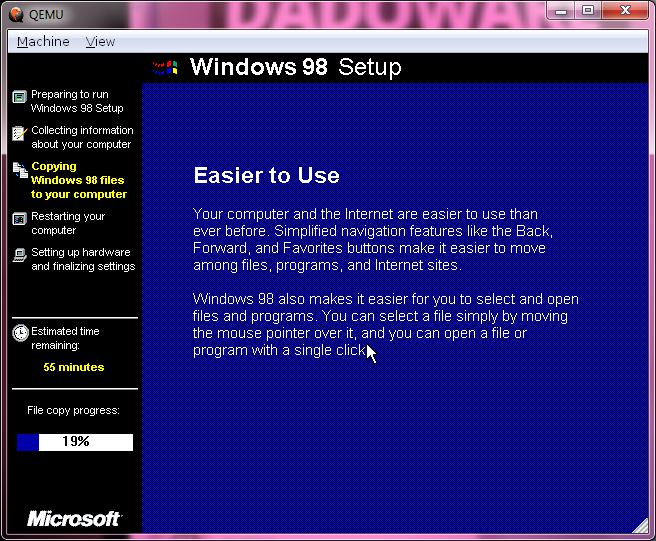 DADOWARE
QEMU
Machine View
Windows 98 Setup
Preparing to run
Windows 98 Setup
Collecting information
about your computer
Copying
Windows 98 files
to your computer
Restarting your
computer
Setting up hardware
and finalizing settings
Estimated time
remaining:
55 minutes
File copy progress:
19%
Microsoft
Easier to Use
Your computer and the Internet are easier to use than
ever before. Simplified navigation features like the Back,
Forward, and Favorites buttons make it easier to move
among files, programs, and Internet sites.
Windows 98 also makes it easier for you to select and open
files and programs. You can select a file simply by moving
the mouse pointer over it, and you can open a file or
program with a single click.